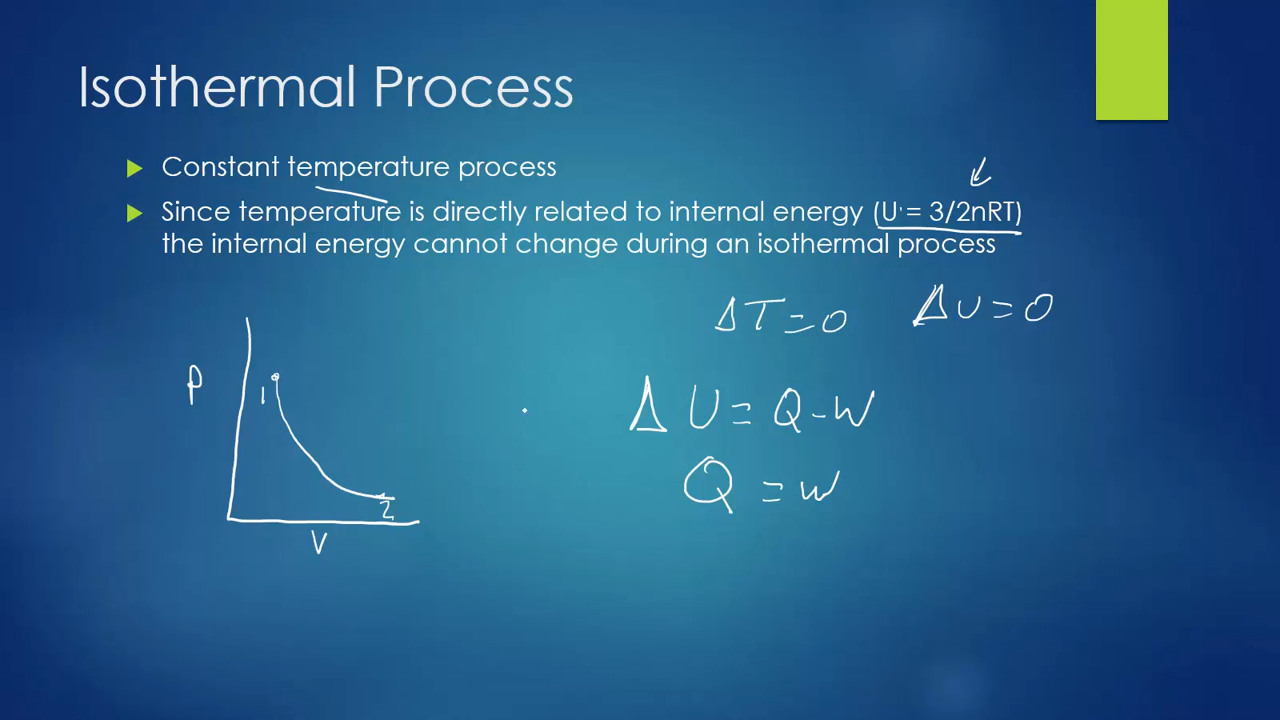 Isothermal Process
Constant temperature process
Since temperature is directly related to internal energy (U = 3/2nRT)
the internal energy cannot change during an isothermal process
ΔT=0 ΔU=0
P
1
ΔU=Q-W
Q=W
2
V